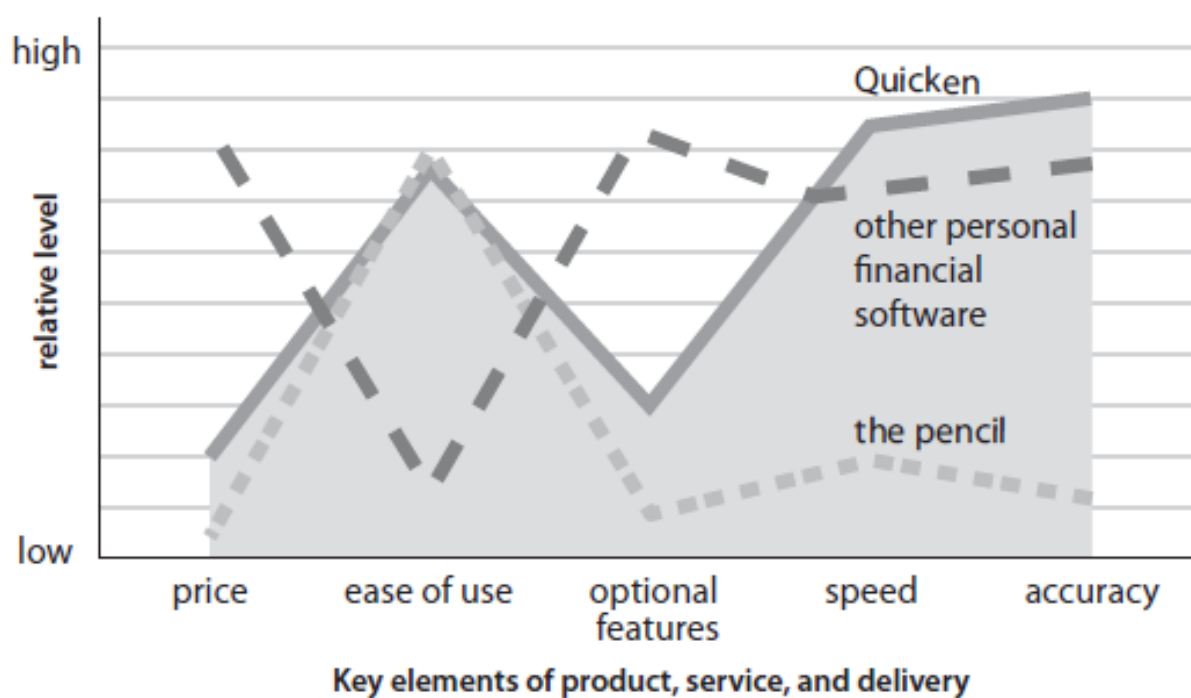 high
Quicken
relative level
other personal
financial
software
the pencil
low
price
ease of use
optional
features
speed
accuracy
Key elements of product, service, and delivery